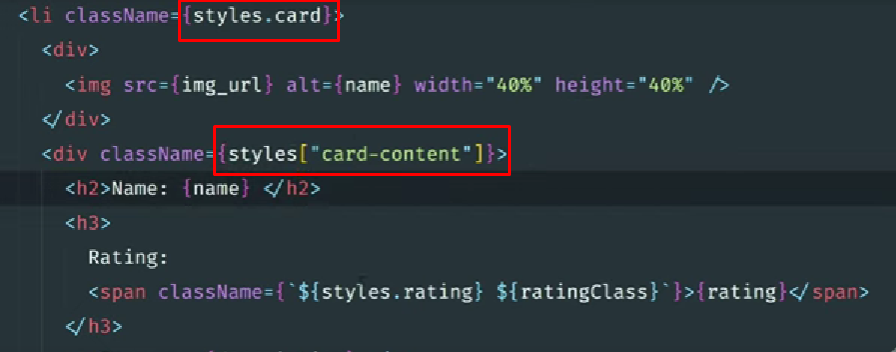 <li className={styles.card}>
<div>
<img src={img_url} alt={name} width="40%" height="40%" />
</div>
<div className={styles["card-content"]}>
<h2>Name: {name} </h2>
<h3>
Rating:
<span className={`${styles.rating} ${ratingClass}`}>{rating}</span>
</h3>